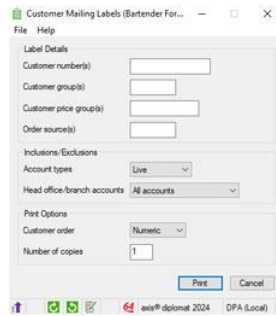 Customer Mailing Labels (Bartender For...
File Help
Label Details
Customer number(s)
Customer group(s)
Customer price group(s)
Order source(s)
Inclusions/Exclusions
Account types Live
Head office/branch accounts All accounts
Print Options
Customer order Numeric
Number of copies 1
Print Cancel
64 axis® diplomat 2024 DPA (Local)